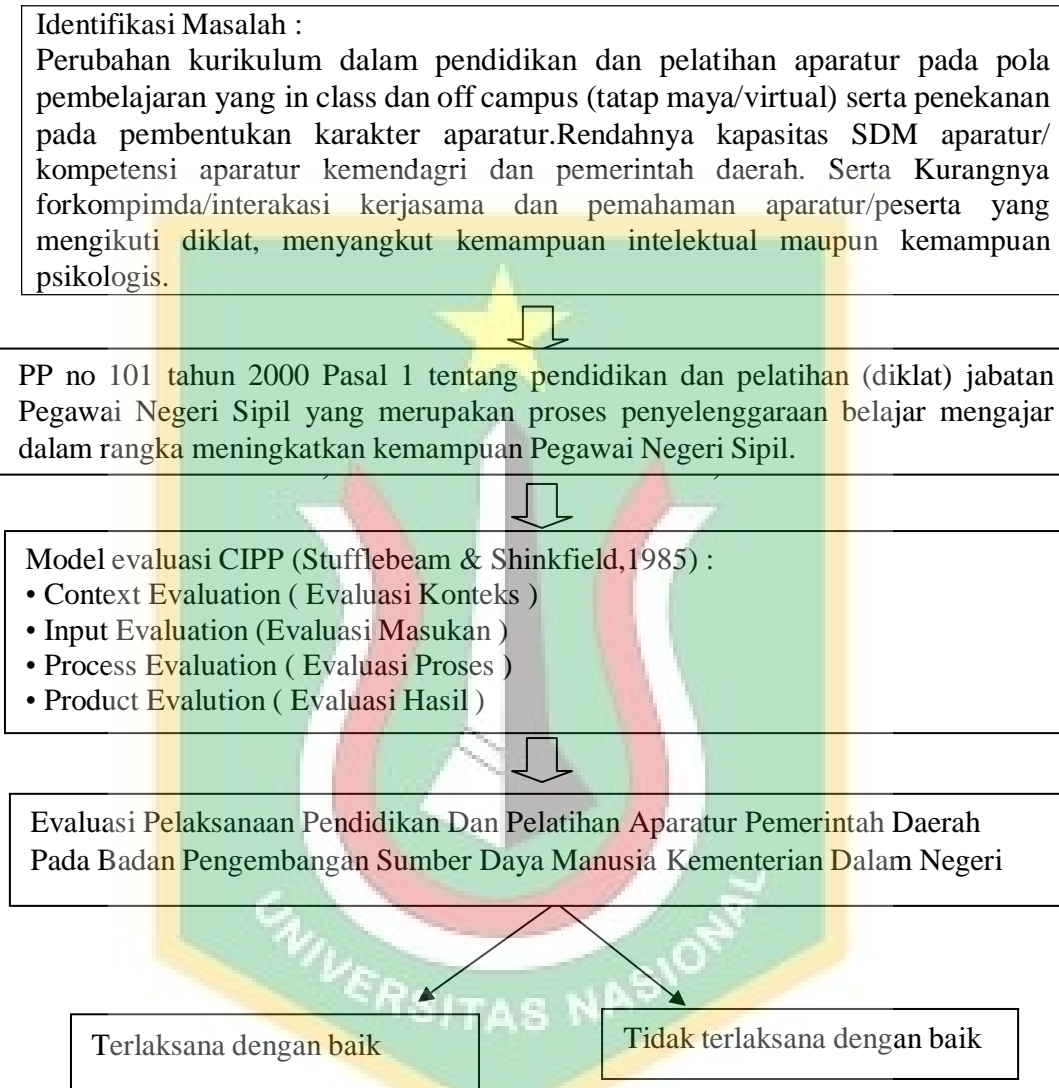 Identifikasi Masalah :
Perubahan kurikulum dalam pendidikan dan pelatihan aparatur pada pola
pembelajaran yang in class dan off campus (tatap maya/virtual) serta penekanan
pada pembentukan karakter aparatur.Rendahnya kapasitas SDM aparatur/
kompetensi aparatur kemendagri dan pemerintah daerah. Serta Kurangnya
forkompimda/interakasi kerjasama dan pemahaman aparatur/peserta yang
mengikuti diklat, menyangkut kemampuan intelektual maupun kemampuan
psikologis.
PP no 101 tahun 2000 Pasal 1 tentang pendidikan dan pelatihan (diklat) jabatan
Pegawai Negeri Sipil yang merupakan proses penyelenggaraan belajar mengajar
dalam rangka meningkatkan kemampuan Pegawai Negeri Sipil.
Model evaluasi CIPP (Stufflebeam & Shinkfield,1985) :
• Context Evaluation ( Evaluasi Konteks )
• Input Evaluation (Evaluasi Masukan )
• Process Evaluation ( Evaluasi Proses )
• Product Evalution ( Evaluasi Hasil )
Evaluasi Pelaksanaan Pendidikan Dan Pelatihan Aparatur Pemerintah Daerah
Pada Badan Pengembangan Sumber Daya Manusia Kementerian Dalam Negeri
UNIVERSITAS NASIONAL
Terlaksana dengan baik
Tidak terlaksana dengan baik